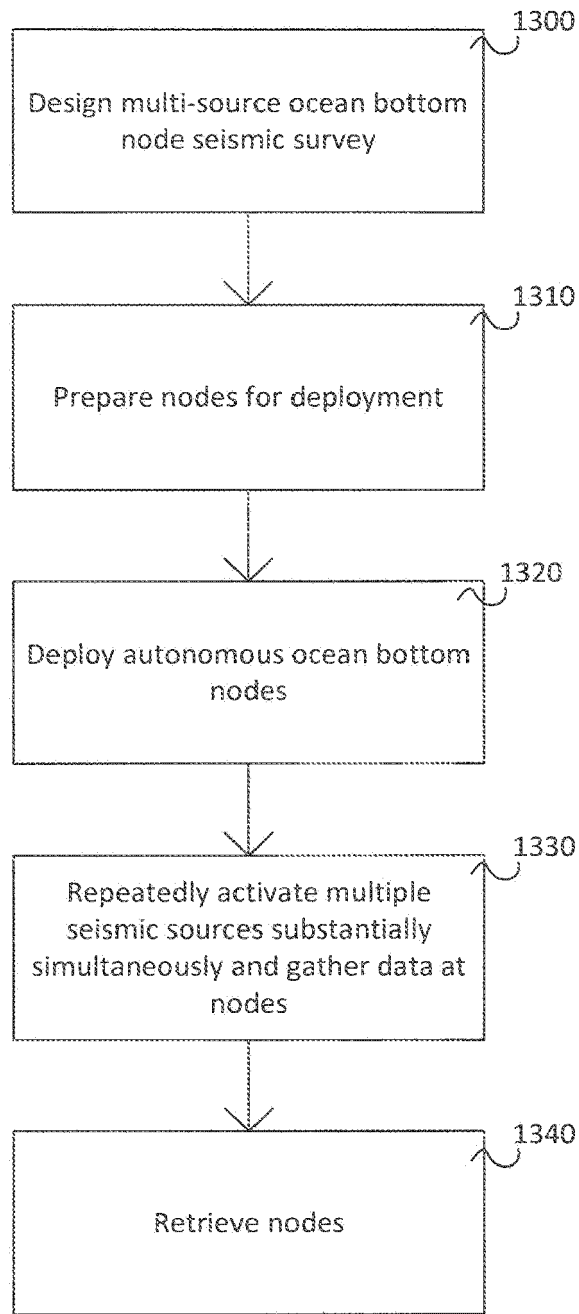 1300
Design multi-source ocean bottom
node seismic survey
1310
Prepare nodes for deployment
1320
Deploy autonomous ocean bottom
nodes
1330
Repeatedly activate multiple
seismic sources substantially
simultaneously and gather data at
nodes
1340
Retrieve nodes